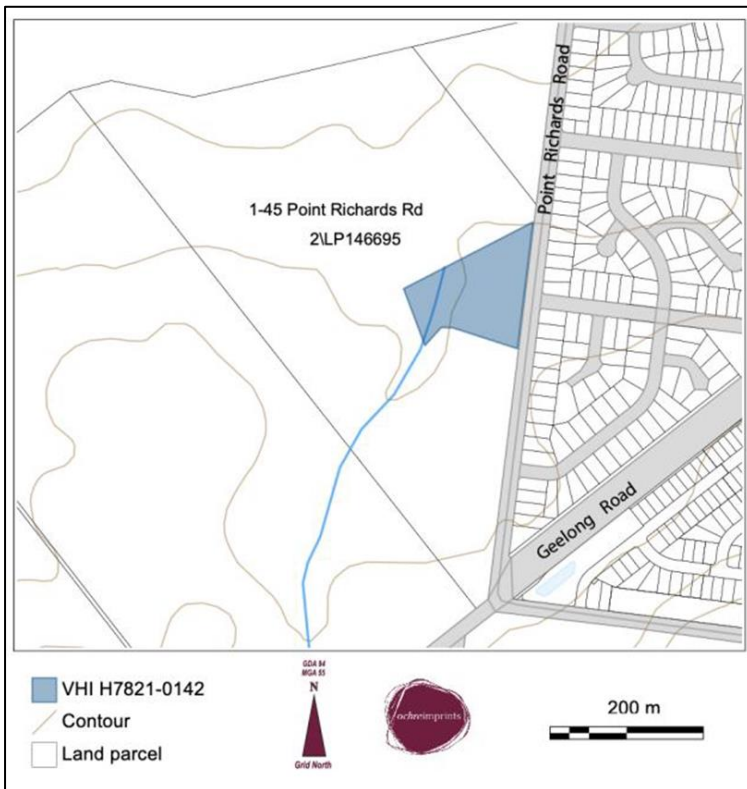 Point Richards Road
1-45 Point Richards Rd
2\LP146695
Geelong Road
VHI H7821-0142
Contour
Land parcel
GDA 94
MGA 55
N
Grid North
ochreimprints
200 m